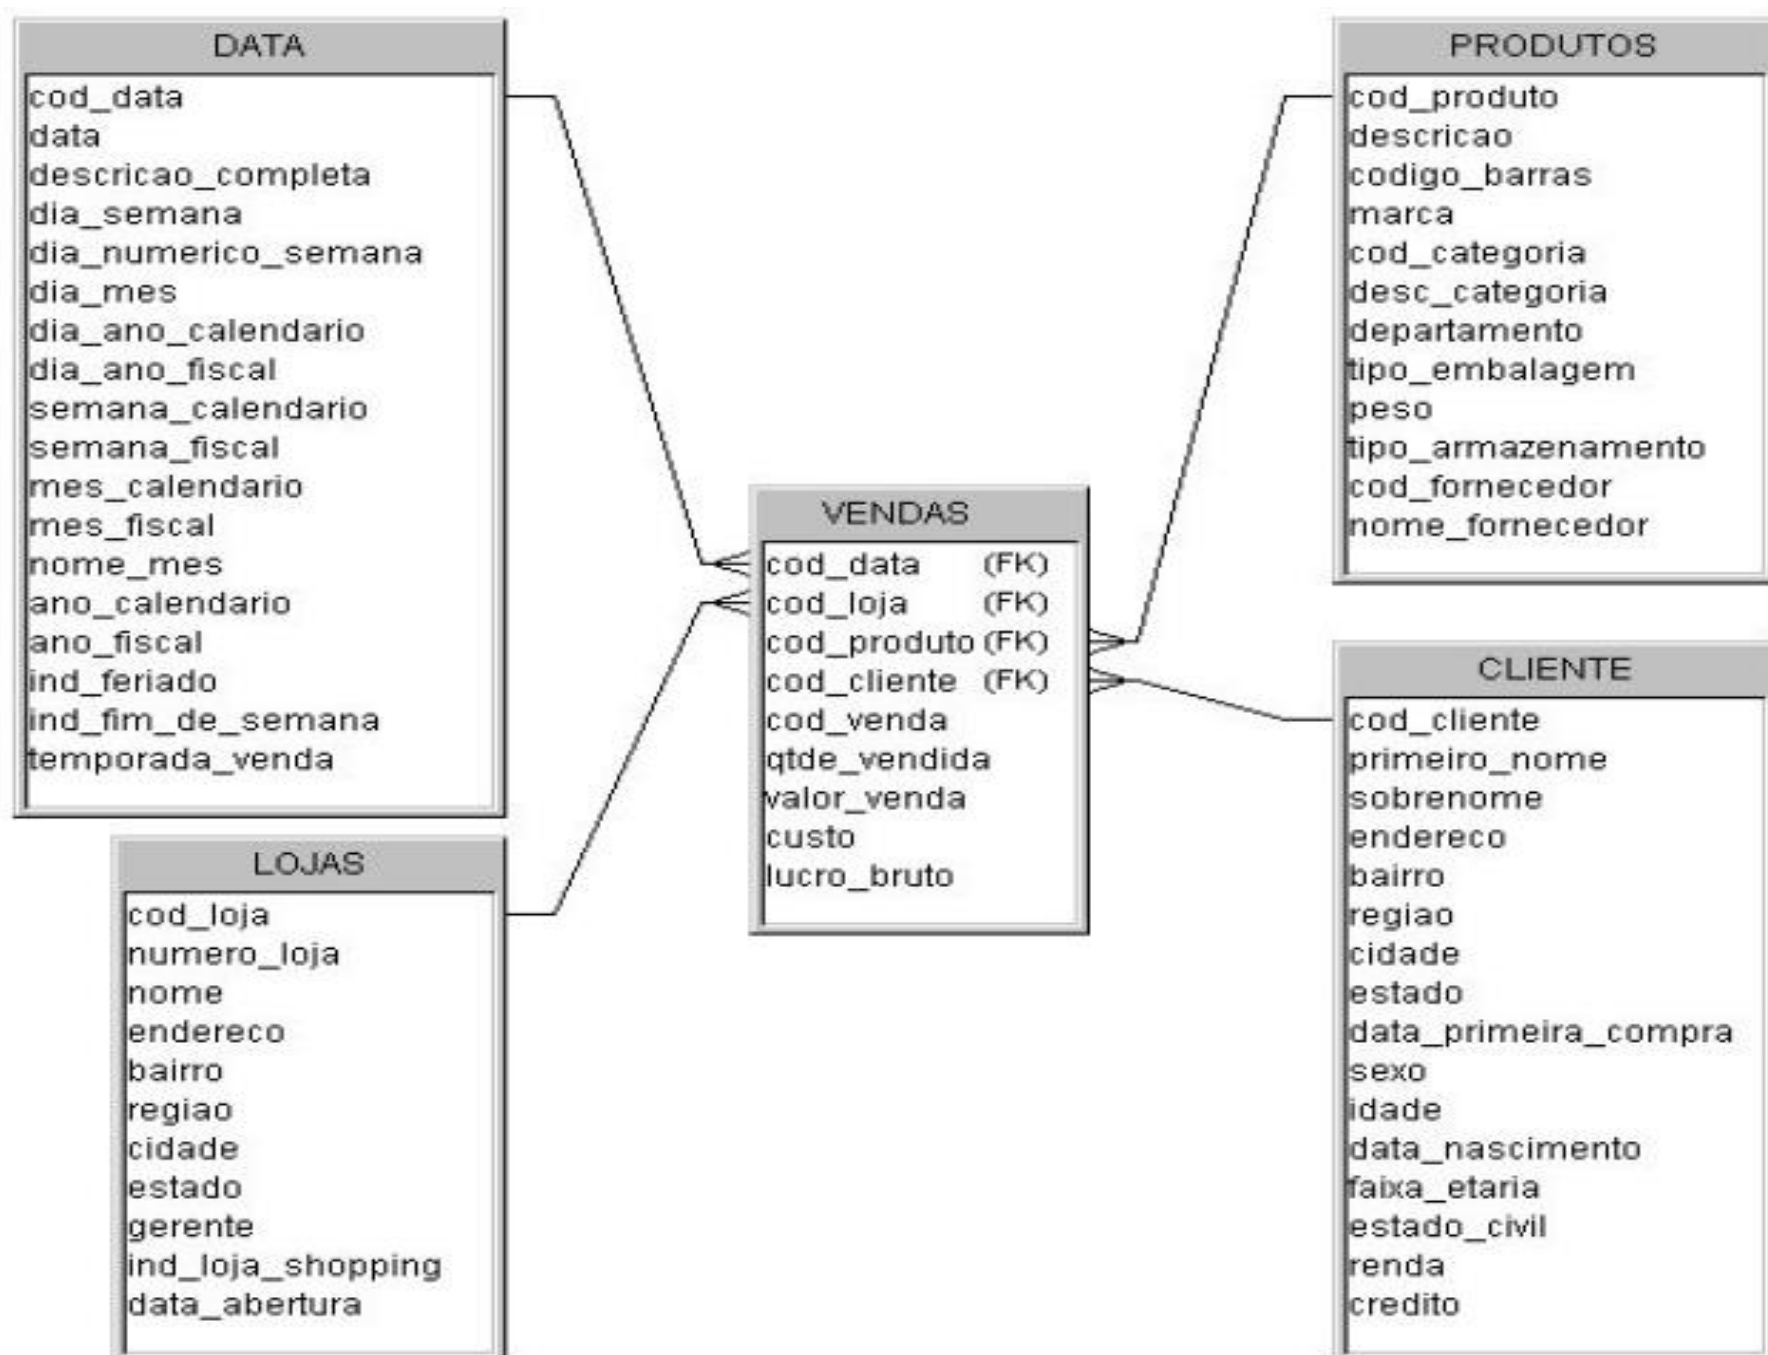 DATA
cod_data
data
descricao_completa
dia_semana
dia_numerico_semana
dia_mes
dia_ano_calendario
dia_ano_fiscal
semana_calendario
semana_fiscal
mes_calendario
mes_fiscal
nome_mes
ano_calendario
ano_fiscal
ind_feriado
ind_fim_de_semana
temporada_venda
LOJAS
cod_loja
numero_loja
nome
endereco
bairro
regiao
cidade
estado
gerente
ind_loja_shopping
data_abertura
VENDAS
cod_data (FK)
cod_loja (FK)
cod_produto (FK)
cod_cliente (FK)
cod_venda
qtde_vendida
valor_venda
custo
lucro_bruto
PRODUTOS
cod_produto
descricao
codigo_barras
marca
cod_categoria
desc_categoria
departamento
tipo_embalagem
peso
tipo_armazenamento
cod_fornecedor
nome_fornecedor
CLIENTE
cod_cliente
primeiro_nome
sobrenome
endereco
bairro
regiao
cidade
estado
data_primeira_compra
sexo
idade
data_nascimento
faixa_etaria
estado_civil
renda
credito